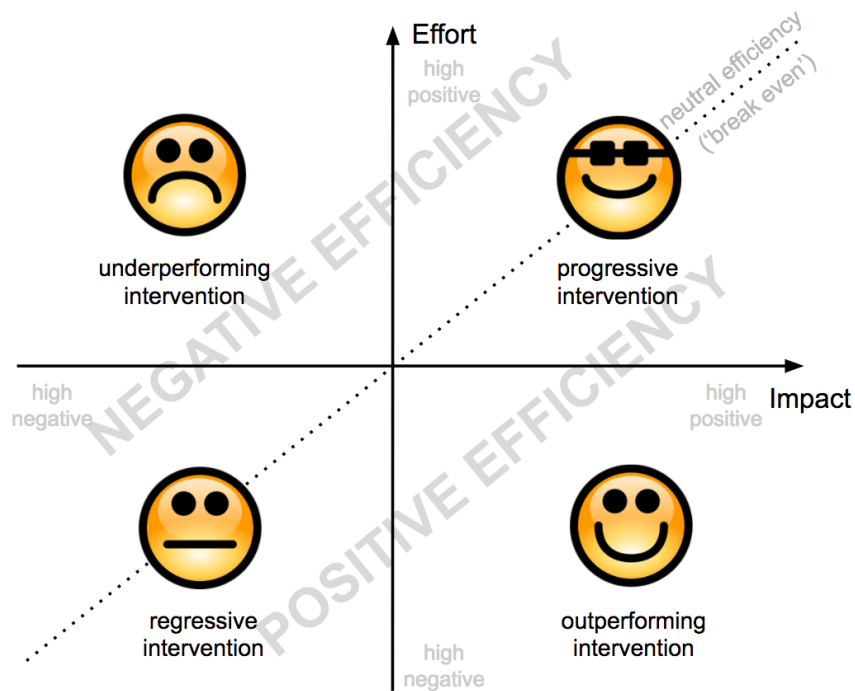 Effort
high
positive
neutral efficiency
('break even')
NEGATIVE EFFICIENCY
underperforming
intervention
progressive
intervention
high
negative
high
positive
Impact
POSITIVE EFFICIENCY
regressive
intervention
outperforming
intervention
high
negative